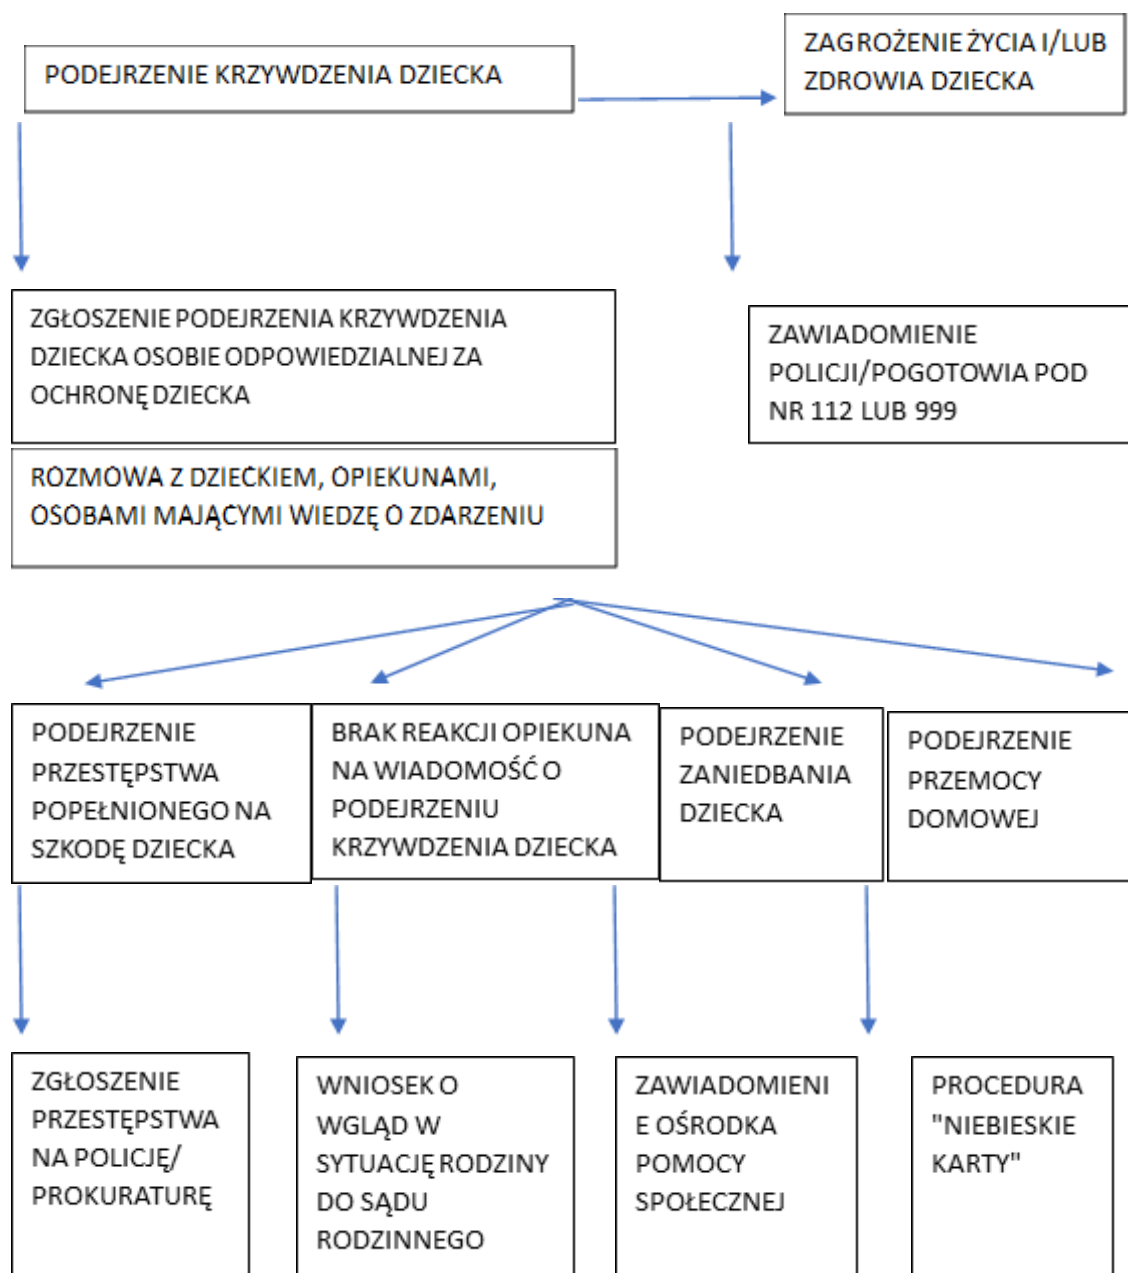 PODEJRZENIE KRZYWDZENIA DZIECKA
ZAGROŻENIE ŻYCIA I/LUB
ZDROWIA DZIECKA
ZGŁOSZENIE PODEJRZENIA KRZYWDZENIA
DZIECKA OSOBIE ODPOWIEDZIALNEJ ZA
OCHRONĘ DZIECKA
ZAWIADOMIENIE
POLICJI/POGOTOWIA POD
NR 112 LUB 999
ROZMOWA Z DZIECKIEM, OPIEKUNAMI,
OSOBAMI MAJĄCYMI WIEDZĘ O ZDARZENIU
PODEJRZENIE
PRZESTĘPSTWA
POPEŁNIONEGO NA
SZKODĘ DZIECKA
BRAK REAKCJI OPIEKUNA
NA WIADOMOŚĆ O
PODEJRZENIU
KRZYWDZENIA DZIECKA
PODEJRZENIE
ZANIEDBANIA
DZIECKA
PODEJRZENIE
PRZEMOCY
DOMOWEJ
ZGŁOSZENIE
PRZESTĘPSTWA
NA POLICJĘ/
PROKURATURĘ
WNIOSEK O
WGLĄD W
SYTUACJĘ RODZINY
DO SĄDU
RODZINNEGO
ZAWIADOMIENI
E OŚRODKA
POMOCY
SPOŁECZNEJ
PROCEDURA
"NIEBIESKIE
KARTY"